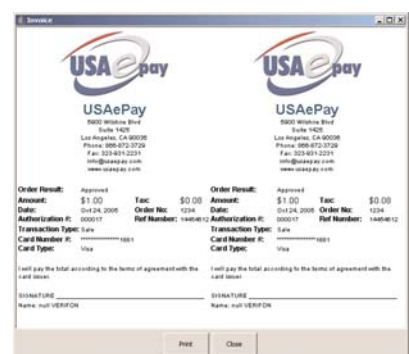 Invoice
USAePay
USAePay
USAePay
5900 Wilshire Blvd
Suite 1425
Los Angeles, CA 90036
Phone: 866-872-3729
Fax: 323-931-2231
info@usaepay.com
www.usaepay.com
Order Result: Approved
Amount: $1.00 Tax: $0.08
Date: Oct 24, 2005 Order No: 1234
Authorization #: 000017 Ref Number: 14464612
Transaction Type: Sale
Card Number #: ***************1881
Card Type: Visa
I will pay the total according to the terms of agreement with the
card issuer.
SIGNATURE
Name: null VERIFON
USAePay
5900 Wilshire Blvd
Suite 1425
Los Angeles, CA 90036
Phone: 866-872-3729
Fax: 323-931-2231
info@usaepay.com
www.usaepay.com
Order Result: Approved
Amount: $1.00 Tax: $0.08
Date: Oct 24, 2005 Order No: 1234
Authorization #: 000017 Ref Number: 14464612
Transaction Type: Sale
Card Number #: ***************1881
Card Type: Visa
I will pay the total according to the terms of agreement with the
card issuer.
SIGNATURE
Name: null VERIFON
Print
Close